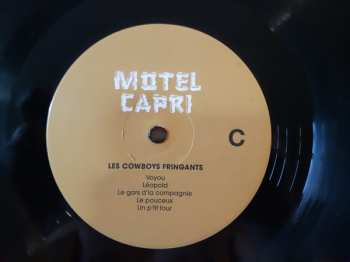 MOTEL
CAPRI
LES COWBOYS FRINGANTS
C
Voyou
Léopold
Le gars d'la compagnie
Le pouceux
Un p'tit tour